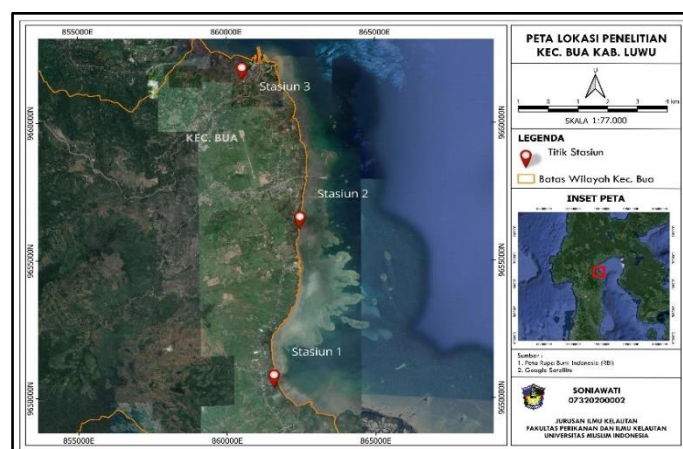 855000E 860000E 865000E
Stasiun 3
9660000N
9660000N
KEC. BUA
Stasiun 2
9655000N
9655000N
Stasiun 1
9650000N
9650000N
855000E 860000E 865000E
PETA LOKASI PENELITIAN
KEC. BUA KAB. LUWU
SKALA 1:77.000
LEGENDA
Titik Stasiun
Batas Wilayah Kec. Bua
INSET PETA
Sumber :
1. Peta Rupa Bumi Indonesia (RBI)
2. Google Satellite
SONIAWATI
07320200002
JURUSAN ILMU KELAUTAN
FAKULTAS PERIKANAN DAN ILMU KELAUTAN
UNIVERSITAS MUSLIM INDONESIA